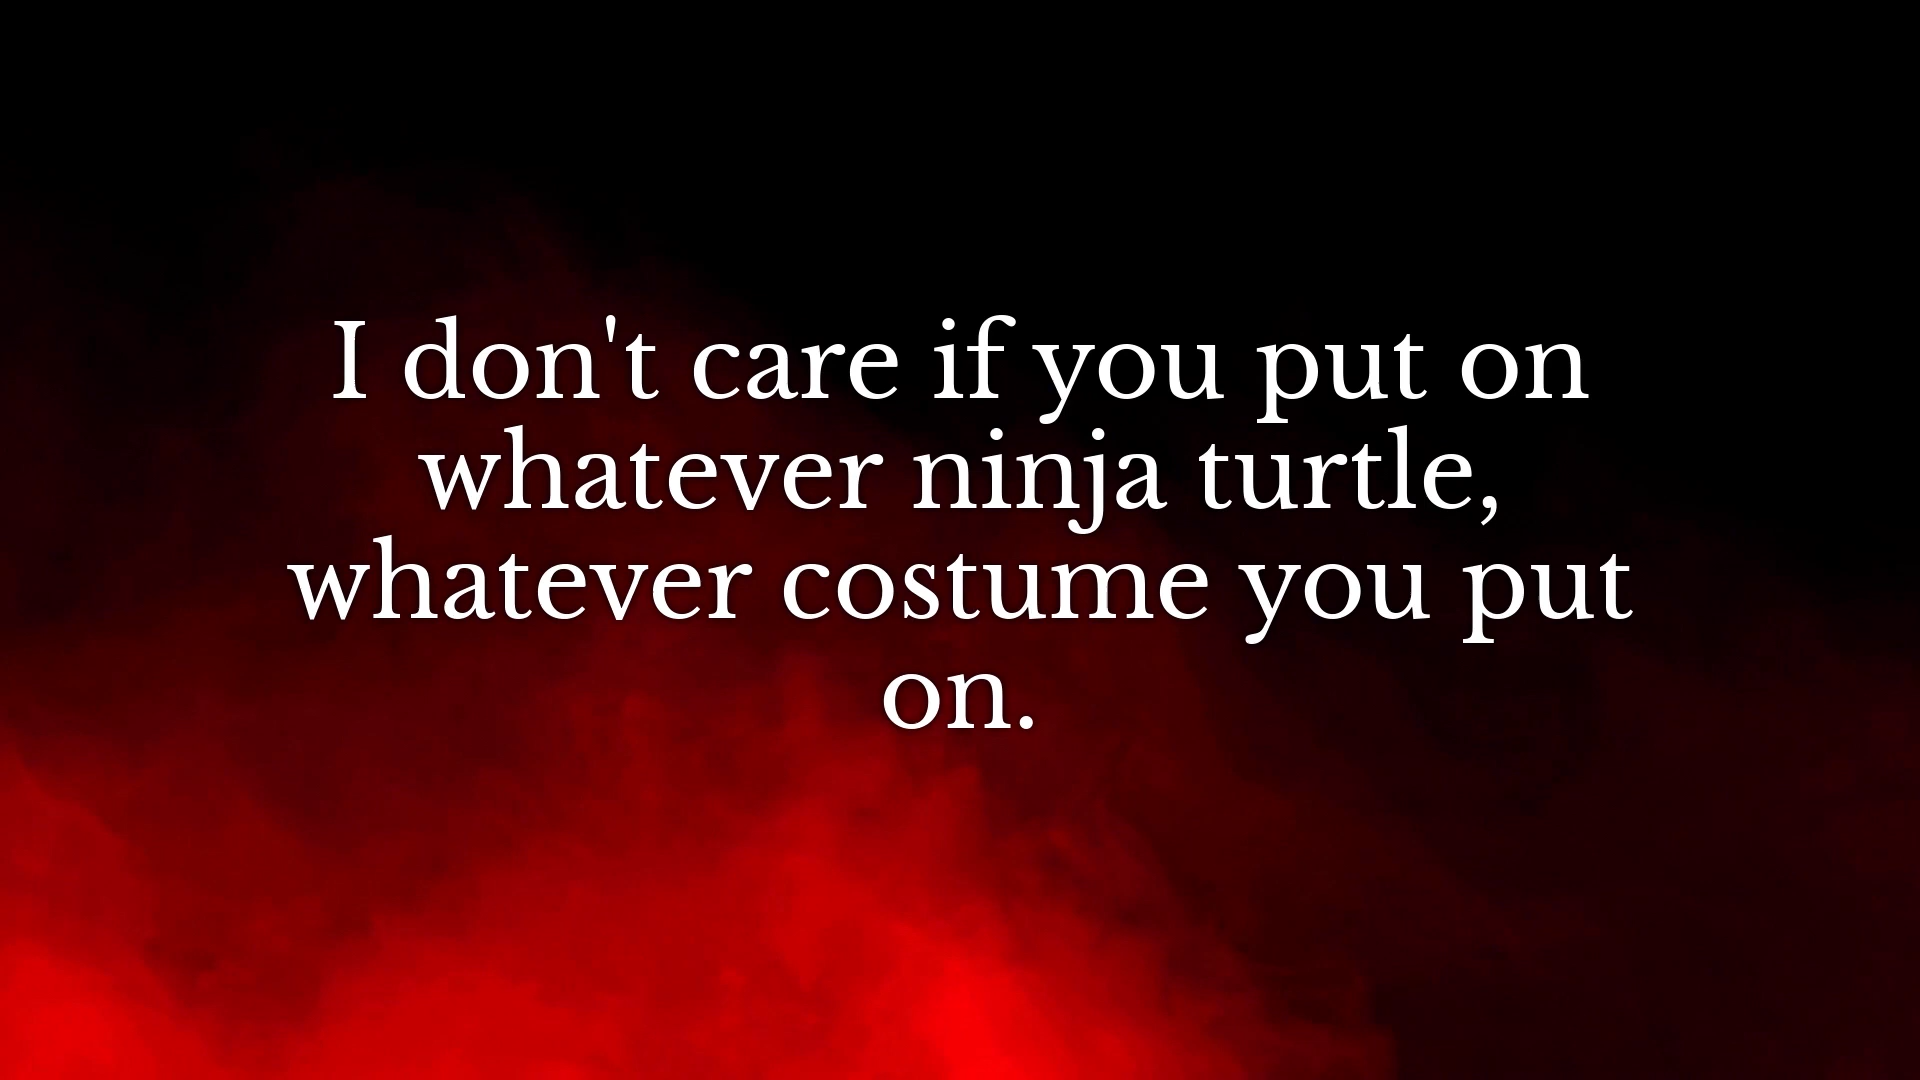 I don't care if you put on
whatever ninja turtle,
whatever costume you put
on.